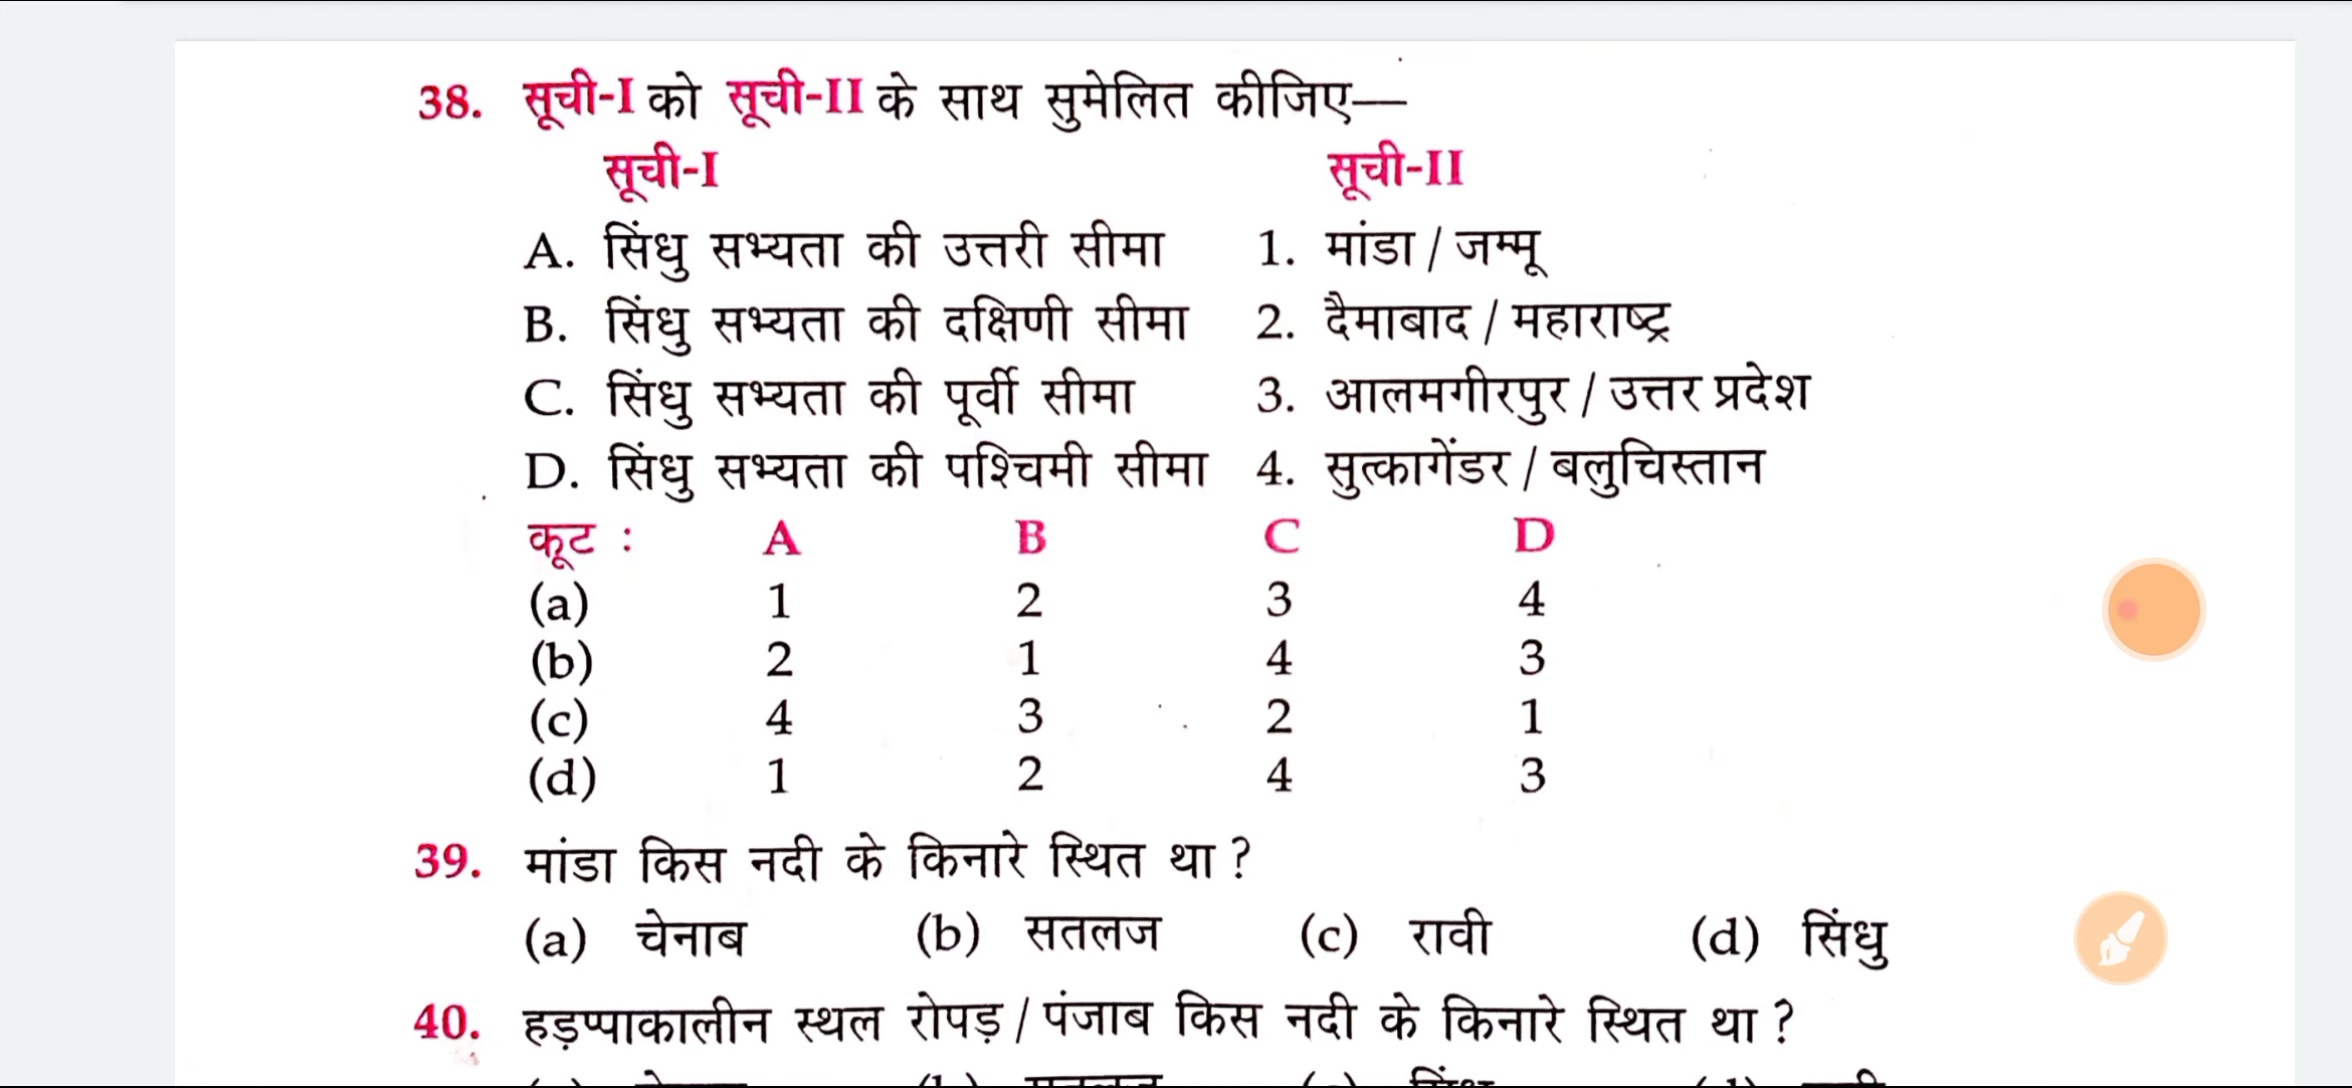 38. सूची-I को सूची-II के साथ सुमेलित कीजिए—
सूची-I सूची-II
A. सिंधु सभ्यता की उत्तरी सीमा 1. मांडा / जम्मू
B. सिंधु सभ्यता की दक्षिणी सीमा 2. दैमाबाद / महाराष्ट्र
C. सिंधु सभ्यता की पूर्वी सीमा 3. आलमगीरपुर / उत्तर प्रदेश
D. सिंधु सभ्यता की पश्चिमी सीमा 4. सुत्कागेंडर / बलुचिस्तान
कूट : A B C D
(a) 1 2 3 4
(b) 2 1 4 3
(c) 4 3 2 1
(d) 1 2 4 3
39. मांडा किस नदी के किनारे स्थित था ?
(a) चेनाब (b) सतलज (c) रावी (d) सिंधु
40. हड़प्पाकालीन स्थल रोपड़ / पंजाब किस नदी के किनारे स्थित था ?